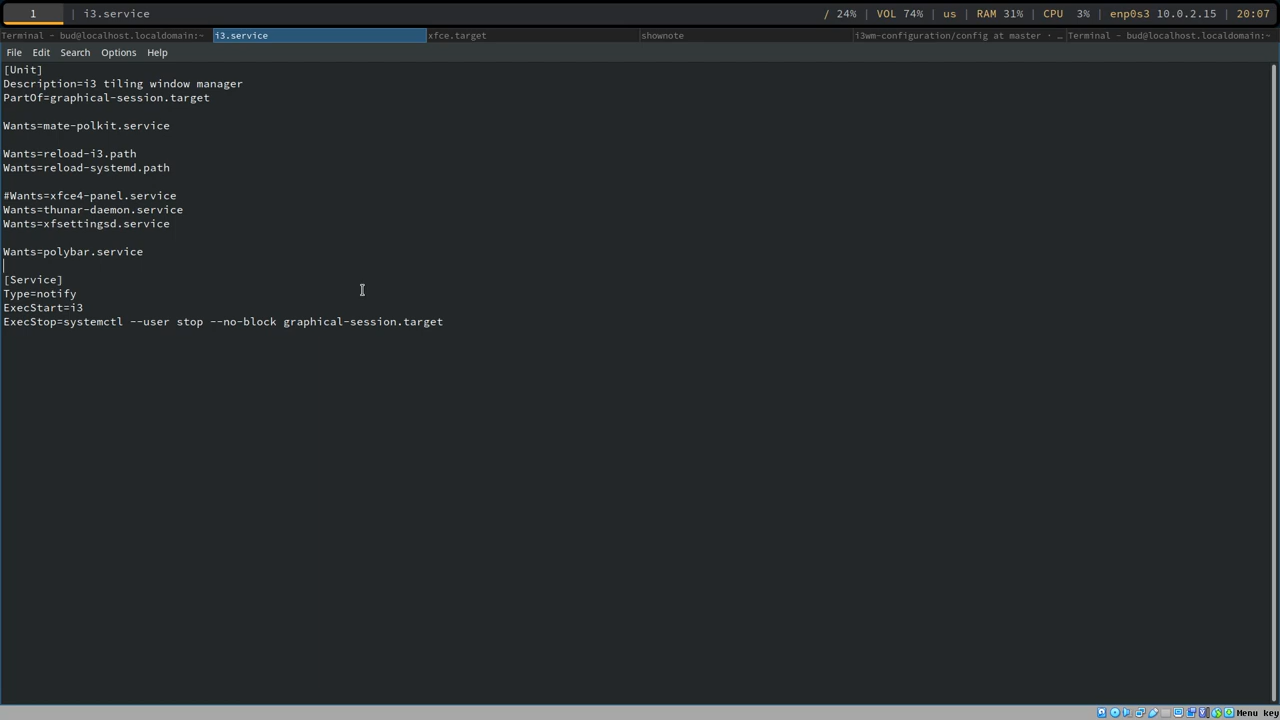 1 | i3.service / 24% | VOL 74% | us | RAM 31% | CPU 3% | enp0s3 10.0.2.15 | 20:07
Terminal - bud@localhost.localdomain:~ i3.service xfce.target shownote i3wm-configuration/config at master · … Terminal - bud@localhost.localdomain:~
File Edit Search Options Help
[Unit]
Description=i3 tiling window manager
PartOf=graphical-session.target
Wants=mate-polkit.service
Wants=reload-i3.path
Wants=reload-systemd.path
#Wants=xfce4-panel.service
Wants=thunar-daemon.service
Wants=xfsettingsd.service
Wants=polybar.service
[Service]
Type=notify
ExecStart=i3
ExecStop=systemctl --user stop --no-block graphical-session.target
Menu key